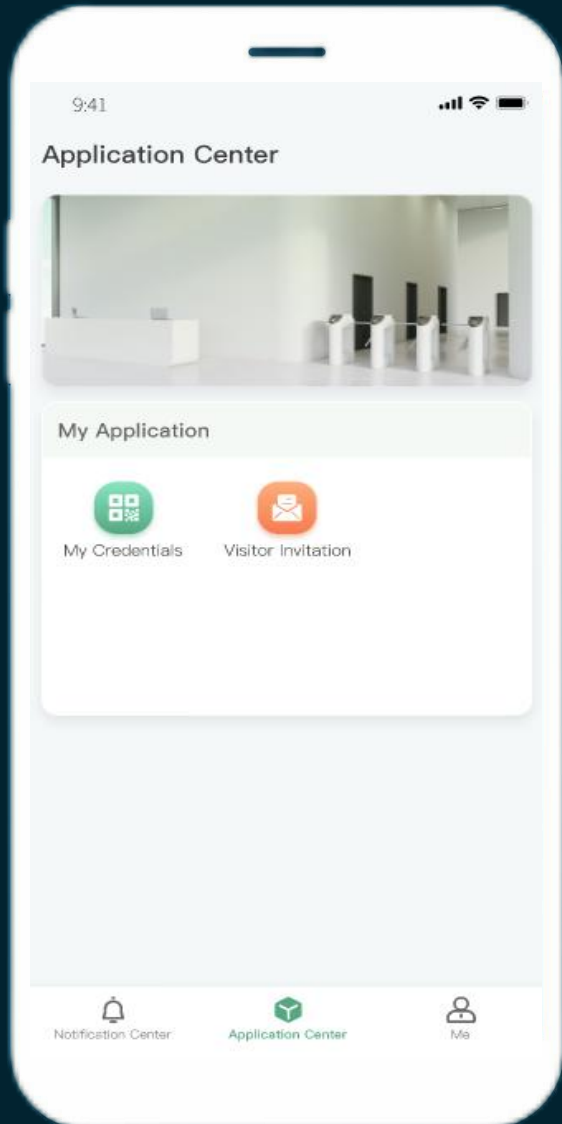 9:41
Application Center
My Application
My Credentials
Visitor Invitation
Notification Center
Application Center
Me